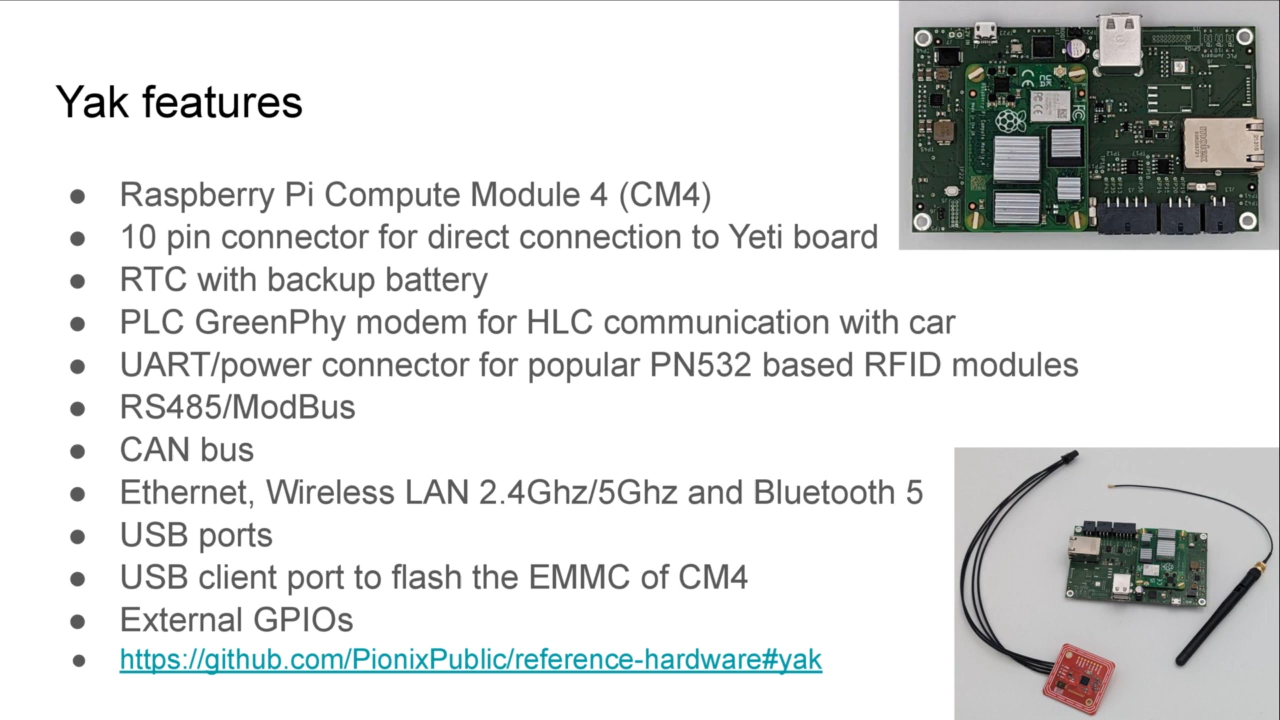 Yak features
● Raspberry Pi Compute Module 4 (CM4)
● 10 pin connector for direct connection to Yeti board
● RTC with backup battery
● PLC GreenPhy modem for HLC communication with car
● UART/power connector for popular PN532 based RFID modules
● RS485/ModBus
● CAN bus
● Ethernet, Wireless LAN 2.4Ghz/5Ghz and Bluetooth 5
● USB ports
● USB client port to flash the EMMC of CM4
● External GPIOs
● https://github.com/PionixPublic/reference-hardware#yak